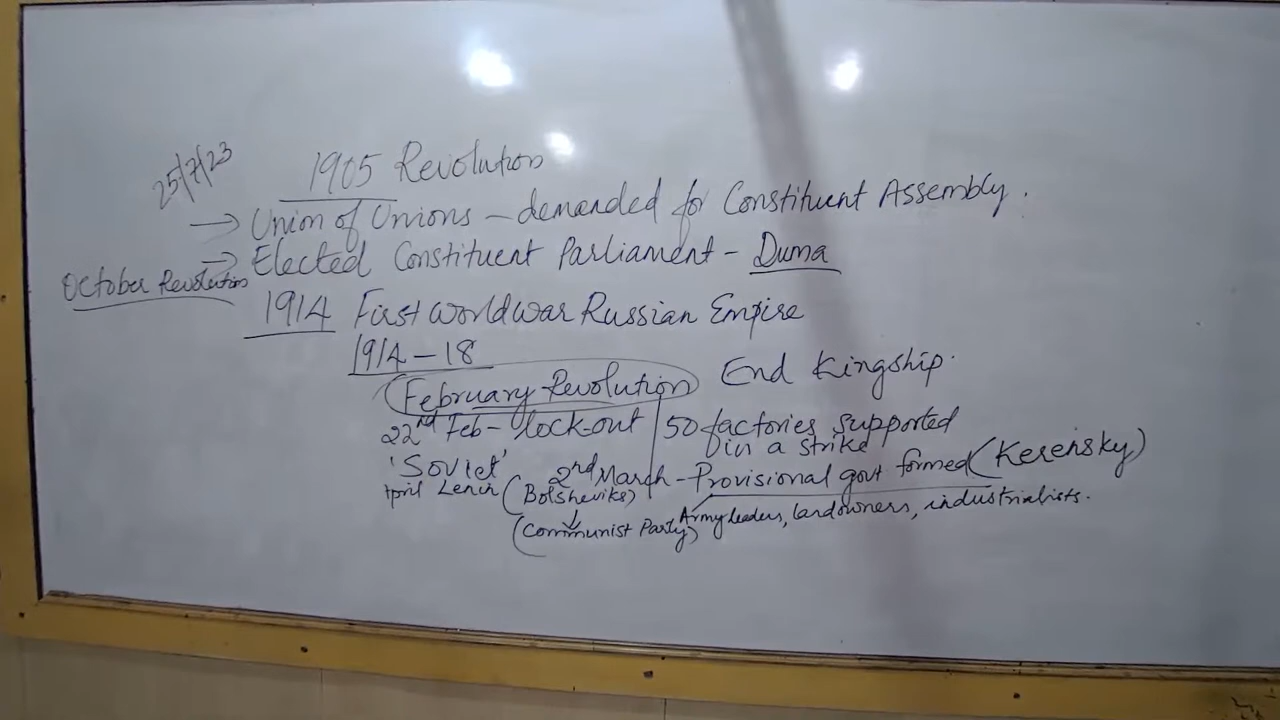 25/7/23
1905 Revolution
→ Union of Unions – demanded for Constituent Assembly.
→ Elected Constituent Parliament – Duma
October Revolution
1914 First World War Russian Empire
1914 – 18
February Revolution End Kingship.
22nd Feb – lock-out 50 factories supported
in a strike
'Soviet' 2nd March – Provisional govt formed (Kerensky)
April Lenin (Bolsheviks) Army leaders, landowners, industrialists.
(Communist Party)